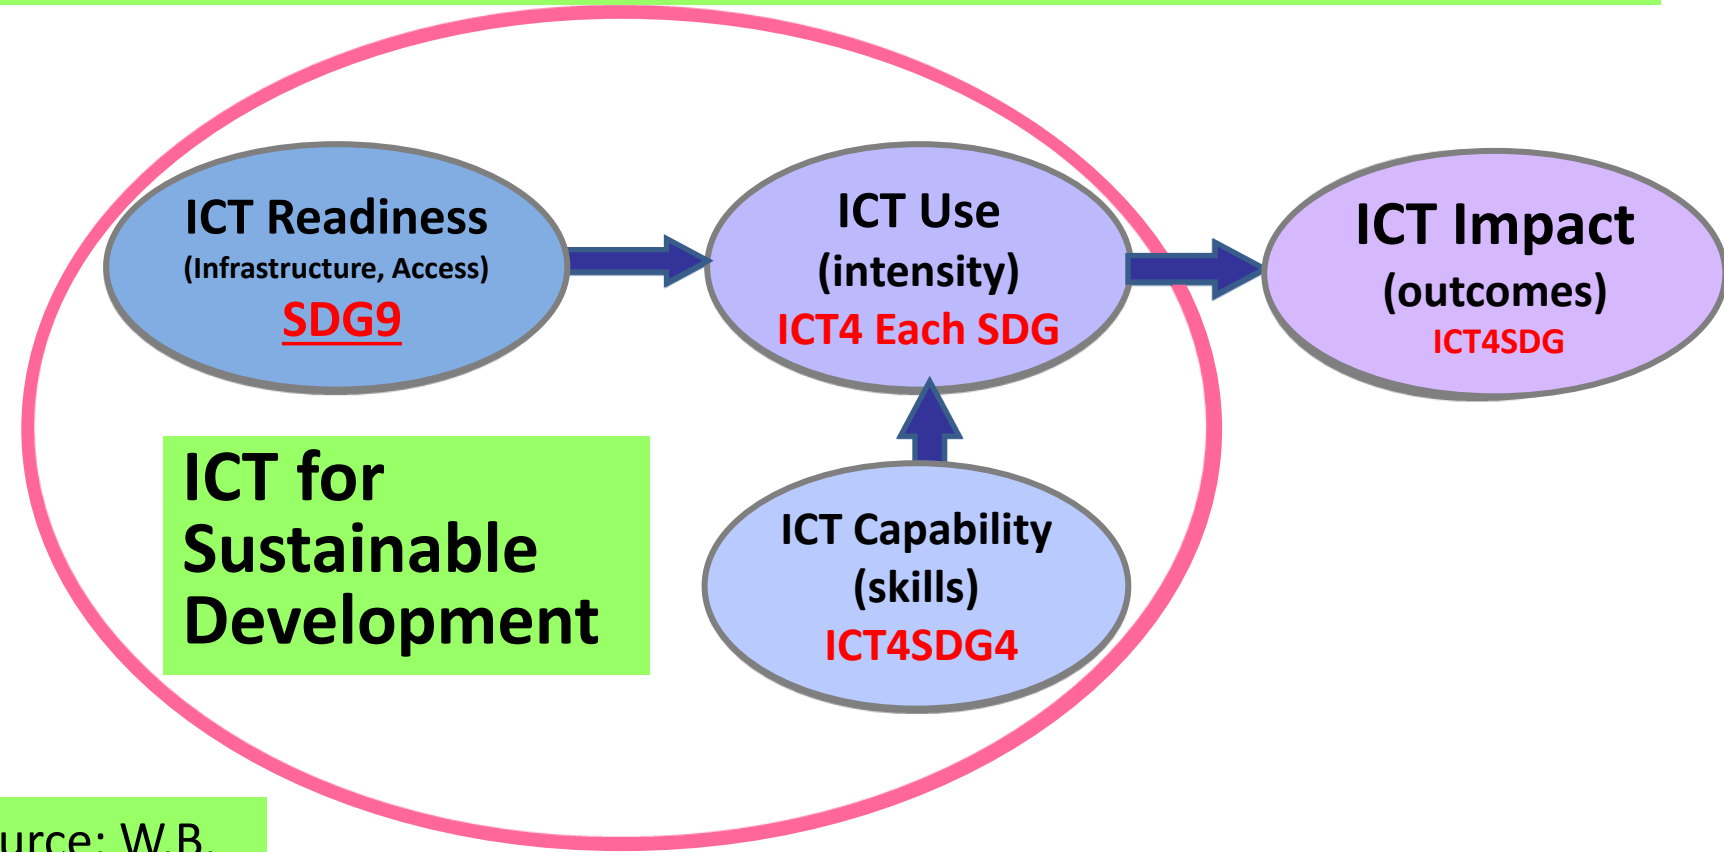 ICT Readiness
(Infrastructure, Access)
SDG9
ICT Use
(intensity)
ICT4 Each SDG
ICT Impact
(outcomes)
ICT4SDG
ICT for
Sustainable
Development
ICT Capability
(skills)
ICT4SDG4
W.B.